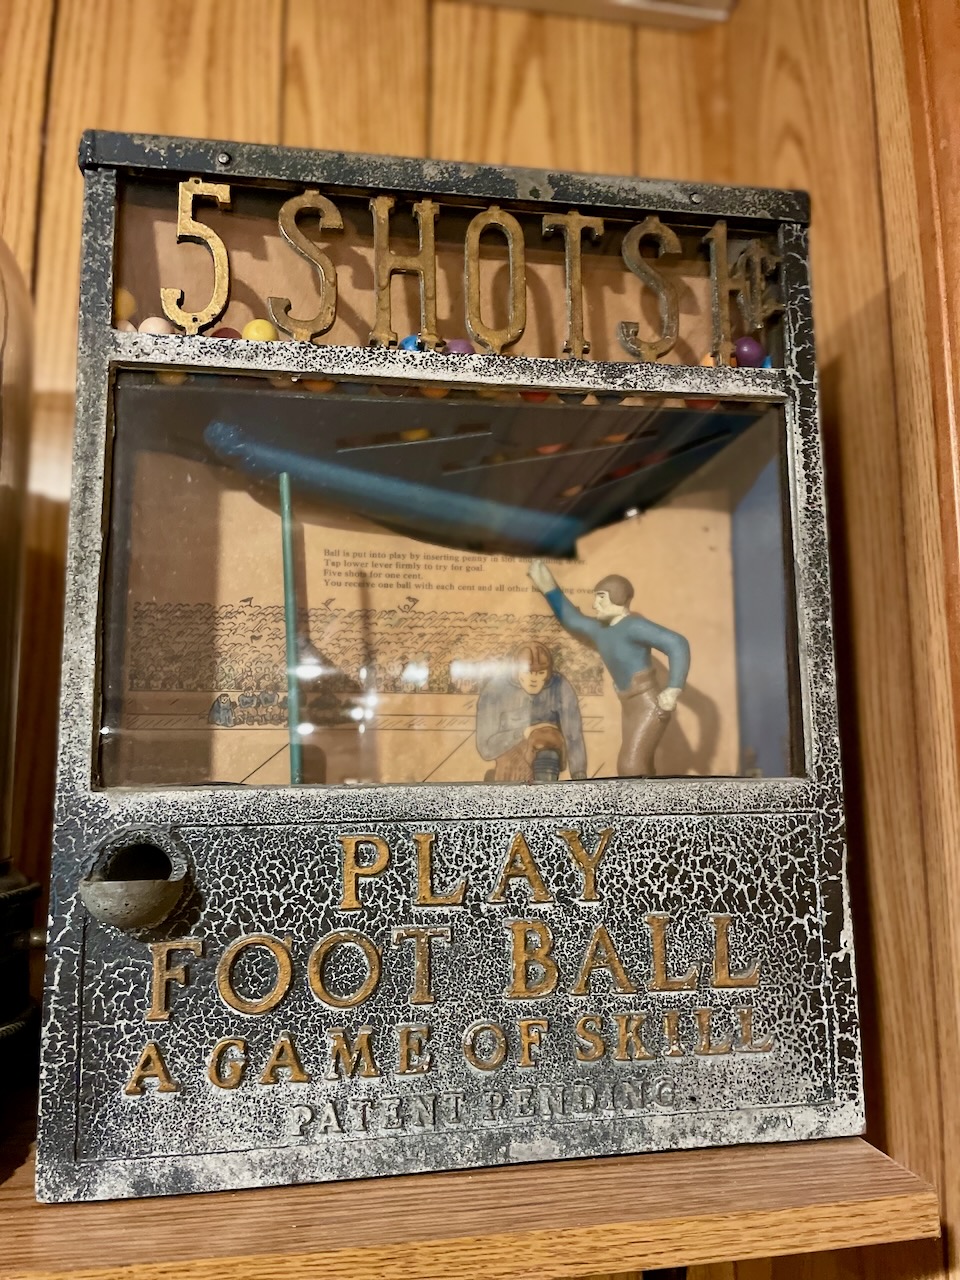 5 SHOTS 1¢
Ball is put into play by inserting penny in
Tap lower lever firmly to try for goal.
Five shots for one cent.
You receive one ball with each cent and all other going over
PLAY
FOOT BALL
A GAME OF SKILL
PATENT PENDING